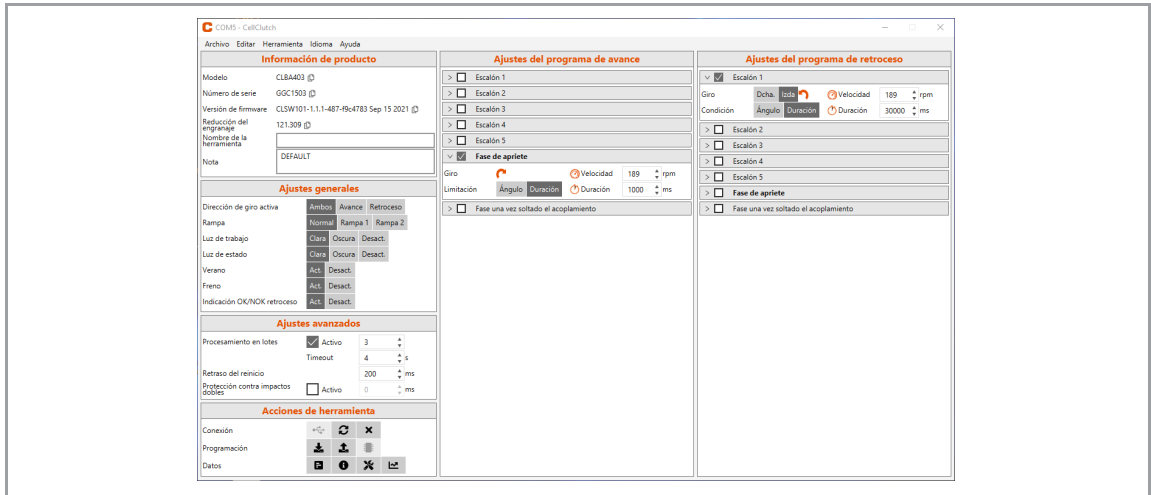 COM5 - CellClutch
Archivo Editar Herramienta Idioma Ayuda
Información de producto
Modelo CLBA403
Número de serie GGC1503
Versión de firmware CLSW101-1.1.1-487-f9c4783 Sep 15 2021
Reducción del
engranaje 121.309
Nombre de la
herramienta
Nota DEFAULT
Ajustes generales
Dirección de giro activa Ambos Avance Retroceso
Rampa Normal Rampa 1 Rampa 2
Luz de trabajo Clara Oscura Desact.
Luz de estado Clara Oscura Desact.
Verano Act. Desact.
Freno Act. Desact.
Indicación OK/NOK retroceso Act. Desact.
Ajustes avanzados
Procesamiento en lotes Activo 3
Timeout 4 s
Retraso del reinicio 200 ms
Protección contra impactos
dobles Activo 0 ms
Acciones de herramienta
Conexión
Programación
Datos
Ajustes del programa de avance
Escalón 1
Escalón 2
Escalón 3
Escalón 4
Escalón 5
Fase de apriete
Giro Velocidad 189 rpm
Limitación Ángulo Duración Duración 1000 ms
Fase una vez soltado el acoplamiento
Ajustes del programa de retroceso
Escalón 1
Giro Dcha. Izda Velocidad 189 rpm
Condición Ángulo Duración Duración 30000 ms
Escalón 2
Escalón 3
Escalón 4
Escalón 5
Fase de apriete
Fase una vez soltado el acoplamiento